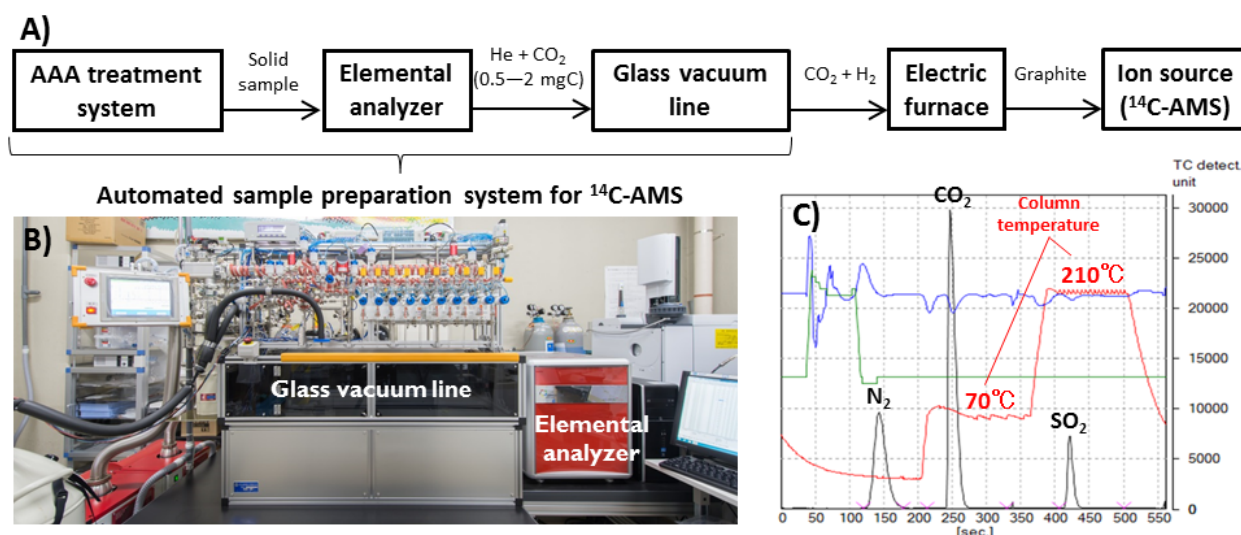 A)
AAA treatment
system
Solid
sample
Elemental
analyzer
He + CO₂
(0.5—2 mgC)
Glass vacuum
line
CO₂ + H₂
Electric
furnace
Graphite
Ion source
(¹⁴C-AMS)
Automated sample preparation system for ¹⁴C-AMS
B)
Glass vacuum line
Elemental
analyzer
C)
TC detect.
unit
CO₂
Column
temperature
210℃
70℃
N₂
SO₂
30000
25000
20000
15000
10000
5000
0
0 50 100 150 200 250 300 350 400 450 500 550
[sec.]